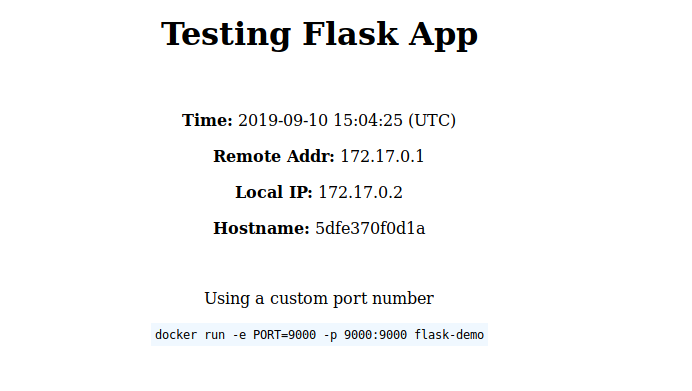 Testing Flask App
Time: 2019-09-10 15:04:25 (UTC)
Remote Addr: 172.17.0.1
Local IP: 172.17.0.2
Hostname: 5dfe370f0d1a
Using a custom port number
docker run -e PORT=9000 -p 9000:9000 flask-demo